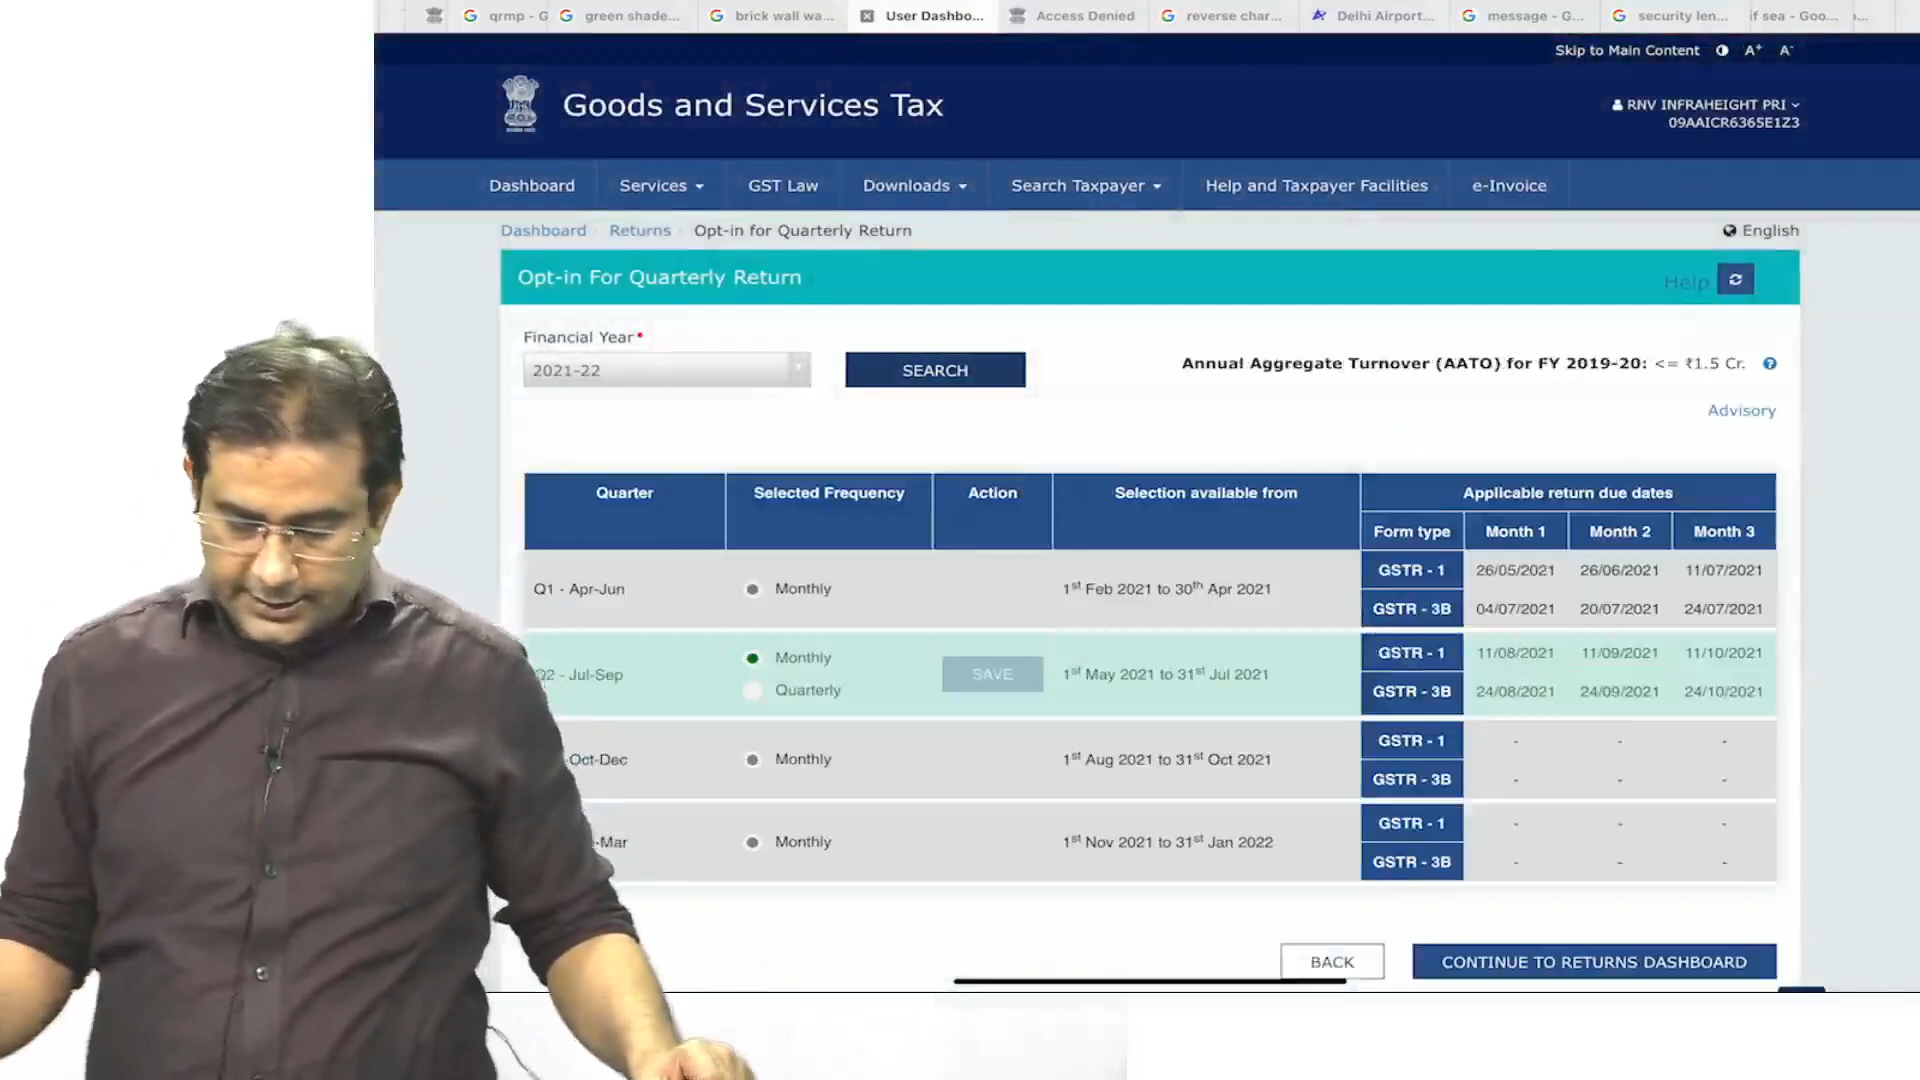 qrmp - G
green shade...
brick wall wa...
User Dashbo...
Access Denied
reverse char...
Delhi Airport...
message - G...
security len...
if sea - Goo...
Skip to Main Content A+ A-
Goods and Services Tax
RNV INFRAHEIGHT PRI
09AAICR6365E1Z3
Dashboard
Services
GST Law
Downloads
Search Taxpayer
Help and Taxpayer Facilities
e-Invoice
Dashboard Returns Opt-in for Quarterly Return
English
Opt-in For Quarterly Return
Help
Financial Year*
2021-22
SEARCH
Annual Aggregate Turnover (AATO) for FY 2019-20: <= ₹1.5 Cr.
Advisory
Quarter Selected Frequency Action Selection available from Applicable return due dates
Form type Month 1 Month 2 Month 3
Q1 - Apr-Jun Monthly 1st Feb 2021 to 30th Apr 2021
GSTR - 1 26/05/2021 26/06/2021 11/07/2021
GSTR - 3B 04/07/2021 20/07/2021 24/07/2021
Q2 - Jul-Sep
Monthly
Quarterly
SAVE
1st May 2021 to 31st Jul 2021
GSTR - 1 11/08/2021 11/09/2021 11/10/2021
GSTR - 3B 24/08/2021 24/09/2021 24/10/2021
Oct-Dec Monthly 1st Aug 2021 to 31st Oct 2021
GSTR - 1 - - -
GSTR - 3B - - -
-Mar Monthly 1st Nov 2021 to 31st Jan 2022
GSTR - 1 - - -
GSTR - 3B - - -
BACK
CONTINUE TO RETURNS DASHBOARD